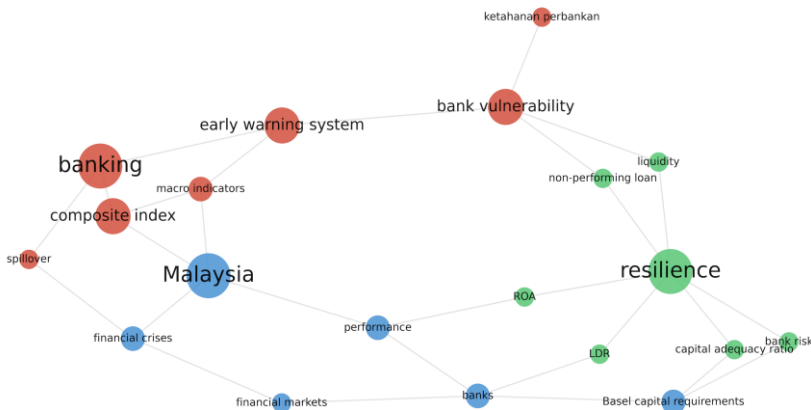 ketahanan perbankan
bank vulnerability
early warning system
banking
liquidity
non-performing loan
macro indicators
composite index
spillover
Malaysia
resilience
ROA
performance
financial crises
bank risk
capital adequacy ratio
LDR
banks
Basel capital requirements
financial markets